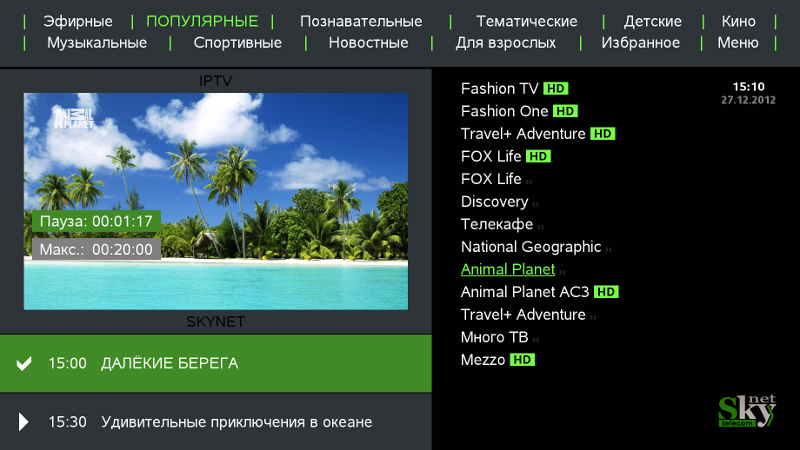 Эфирные | ПОПУЛЯРНЫЕ | Познавательные | Тематические | Детские | Кино |
Музыкальные | Спортивные | Новостные | Для взрослых | Избранное | Меню |
IPTV
ANIMAL
PLANET
Пауза: 00:01:17
Макс.: 00:20:00
SKYNET
15:00 ДАЛЁКИЕ БЕРЕГА
15:30 Удивительные приключения в океане
Fashion TV HD
Fashion One HD
Travel+ Adventure HD
FOX Life HD
FOX Life
Discovery
Телекафе
National Geographic
Animal Planet
Animal Planet AC3 HD
Travel+ Adventure
Много ТВ
Mezzo HD
15:10
27.12.2012
Sky net
telecom